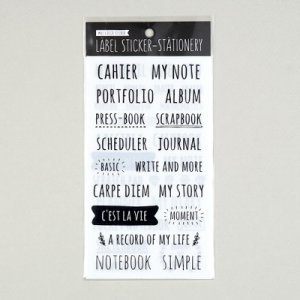 LABEL STICKER-STATIONERY
CAHIER MY NOTE
PORTFOLIO ALBUM
PRESS-BOOK SCRAPBOOK
SCHEDULER JOURNAL
BASIC WRITE AND MORE
CARPE DIEM MY STORY
C'EST LA VIE MOMENT
A RECORD OF MY LIFE
NOTEBOOK SIMPLE